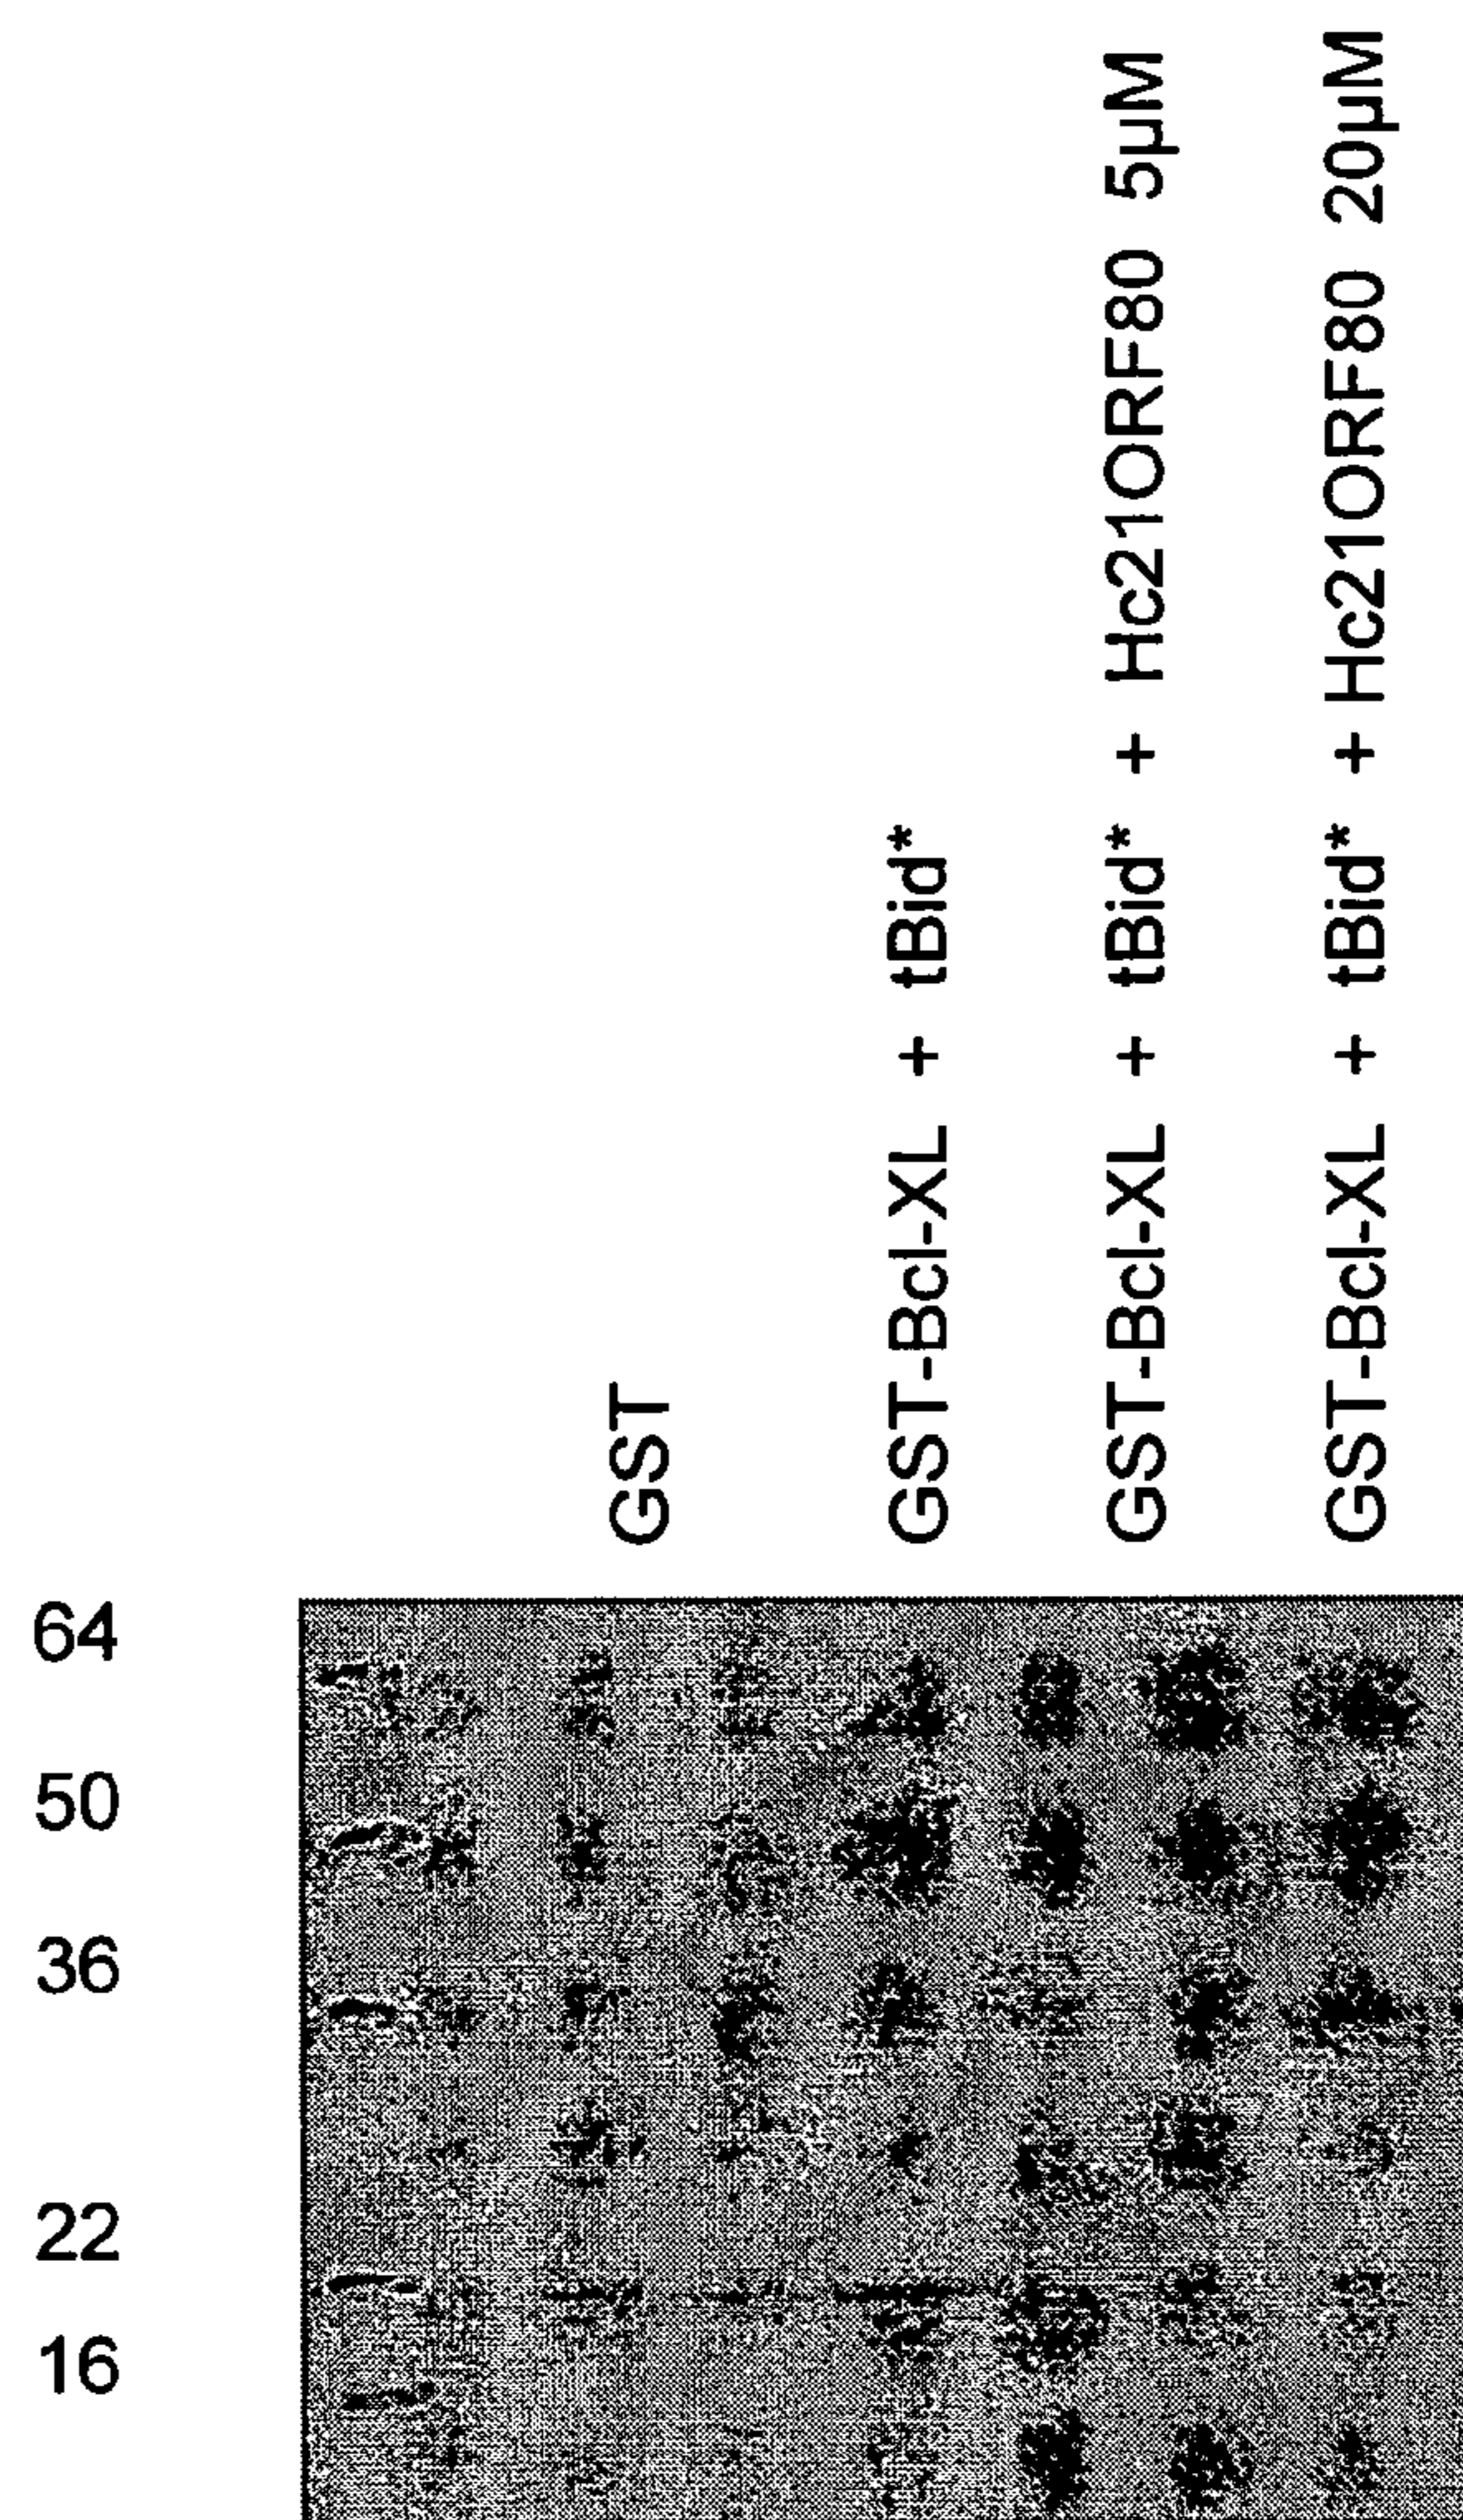 GST
GST-Bcl-XL + tBid*
GST-Bcl-XL + tBid* + Hc21ORF80 5µM
GST-Bcl-XL + tBid* + Hc21ORF80 20µM
64
50
36
22
16